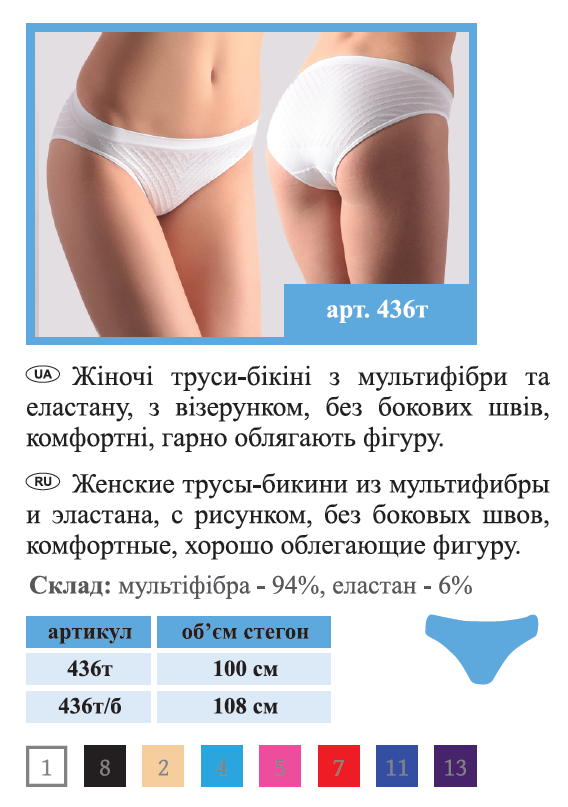 арт. 436т
UA Жіночі труси-бікіні з мультифібри та
еластану, з візерунком, без бокових швів,
комфортні, гарно облягають фігуру.
RU Женские трусы-бикини из мультифибры
и эластана, с рисунком, без боковых швов,
комфортные, хорошо облегающие фигуру.
Склад: мультіфібра - 94%, еластан - 6%
артикул об’єм стегон
436т 100 см
436т/б 108 см
1 8 2 4 5 7 11 13